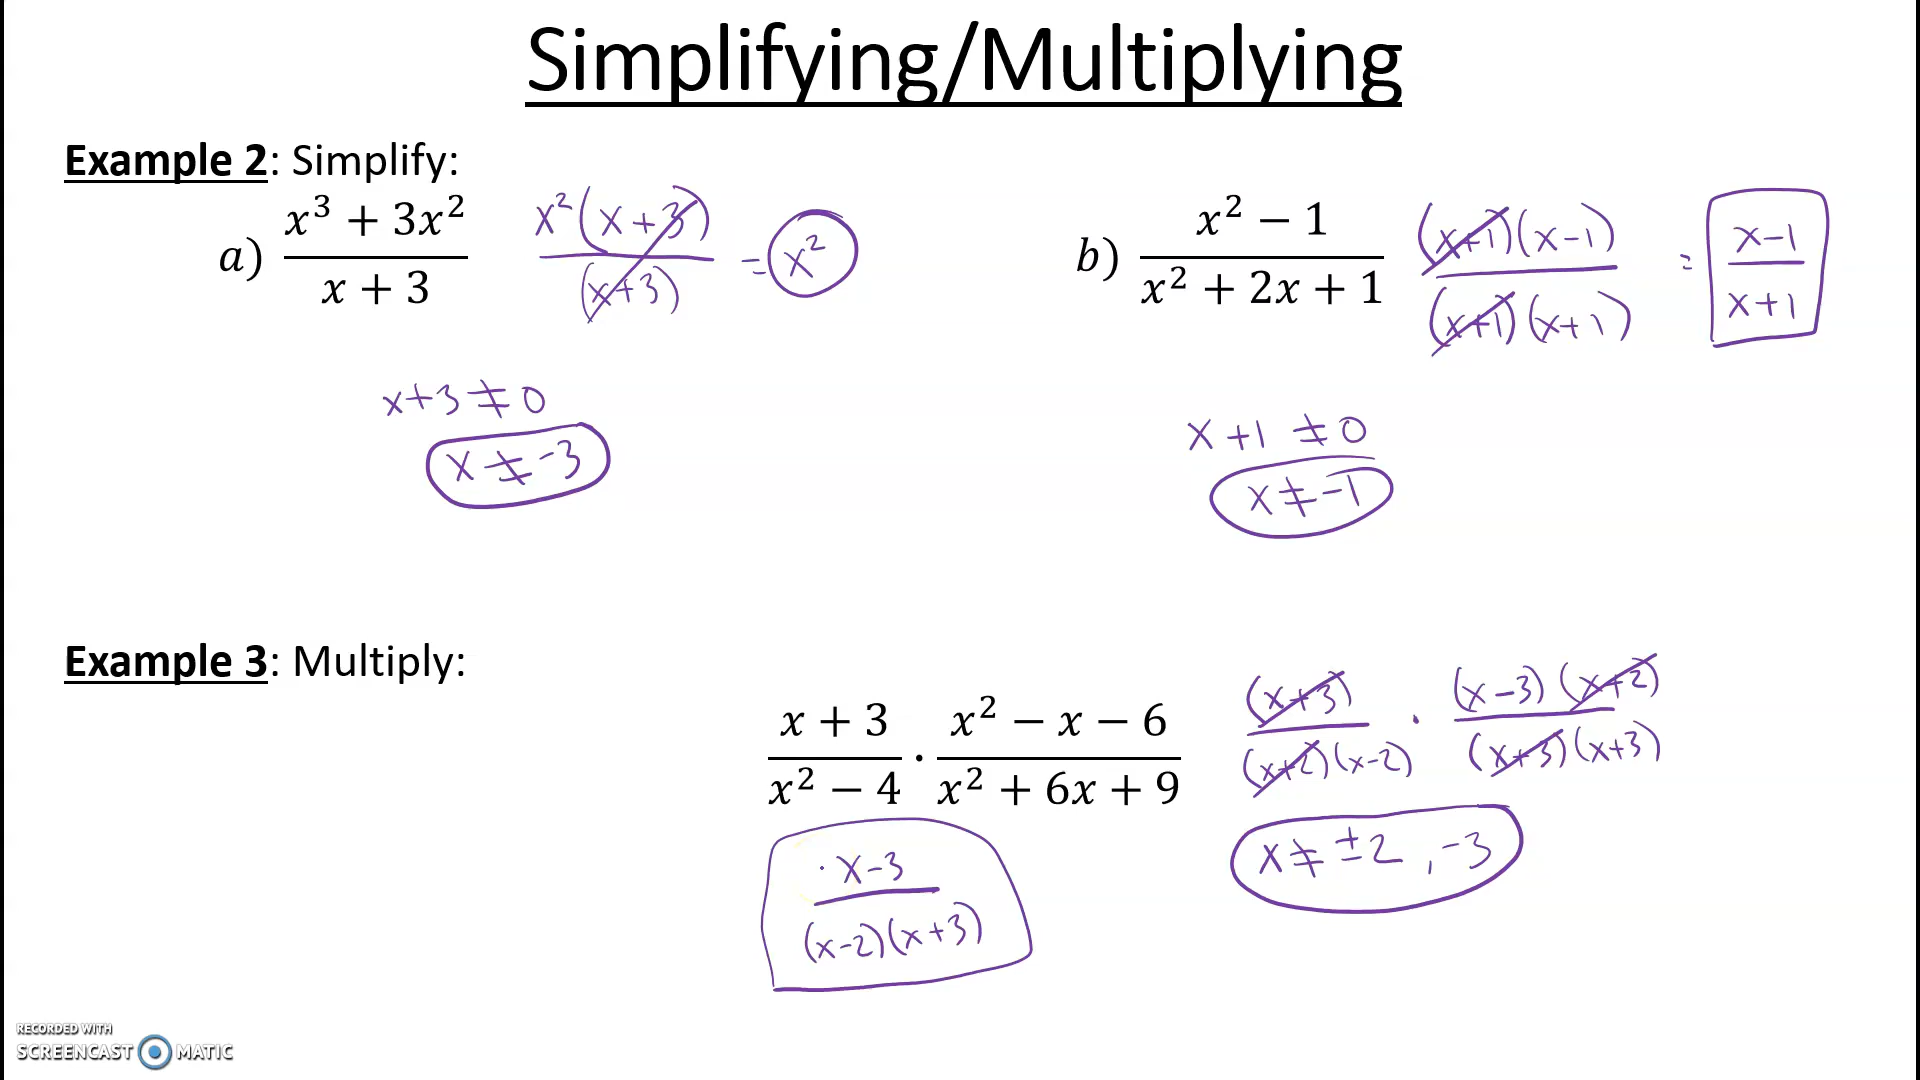 Simplifying/Multiplying
Example 2: Simplify:
a) (x³ + 3x²)/(x + 3)
x²(x+3)/(x+3) = x²
x+3 ≠ 0
x ≠ -3
b) (x² − 1)/(x² + 2x + 1)
(x+1)(x-1)/(x+1)(x+1) = x-1/x+1
x+1 ≠ 0
x ≠ -1
Example 3: Multiply:
(x + 3)/(x² − 4) · (x² − x − 6)/(x² + 6x + 9)
(x+3)/(x+2)(x-2) · (x-3)(x+2)/(x+3)(x+3)
x ≠ ±2, -3
x-3/(x-2)(x+3)
RECORDED WITH
SCREENCAST MATIC